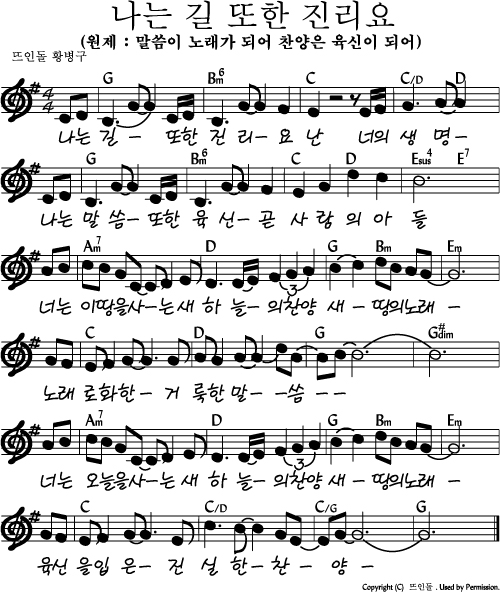 나는 길 또한 진리요
(원제 : 말씀이 노래가 되어 찬양은 육신이 되어)
뜨인돌 황병구
G Bm6 C C/D D
나는 길- 또한 진 리- 요 난 너의 생 명-
G Bm6 C D Esus4 E7
나는 말 씀- 또한 육 신- 곧 사 람 의 아 들
Am7 D G Bm Em
너는 이땅을사-는 새 하 늘- 의찬양 새- 땅의노래-
C D G G#dim
노래 로화한- 거 룩한 말- - 씀 - -
Am7 D G Bm Em
너는 오늘을사-는 새 하 늘- 의찬양 새- 땅의노래-
C C/D C/G G
육신 을입 은- 진 실 한-찬- 양-
Copyright (C) 뜨인돌 . Used by Permission.